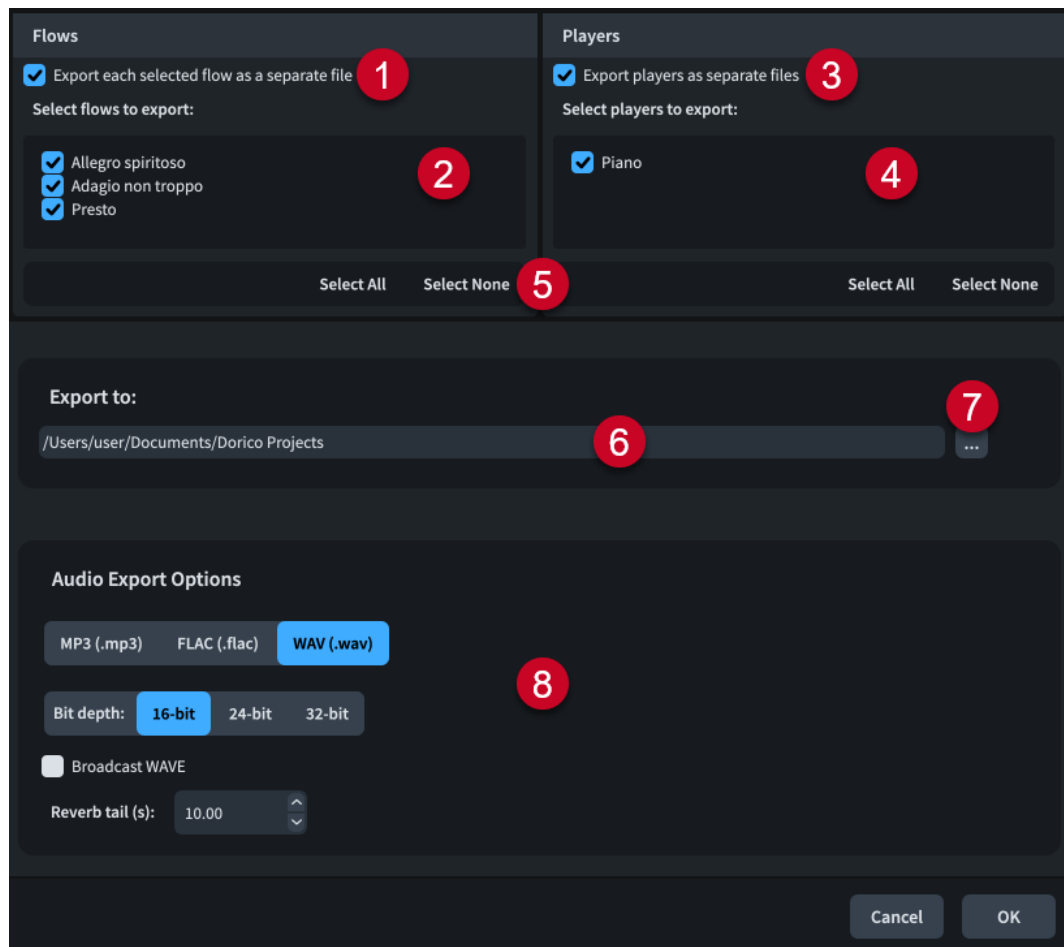 Flows
Players
Export each selected flow as a separate file
1
Export players as separate files
3
Select flows to export:
Select players to export:
Allegro spiritoso
Adagio non troppo
Presto
2
Piano
4
Select All
Select None
5
Select All
Select None
Export to:
7
/Users/user/Documents/Dorico Projects
6
...
Audio Export Options
MP3 (.mp3)
FLAC (.flac)
WAV (.wav)
8
Bit depth:
16-bit
24-bit
32-bit
Broadcast WAVE
Reverb tail (s):
10.00
Cancel
OK